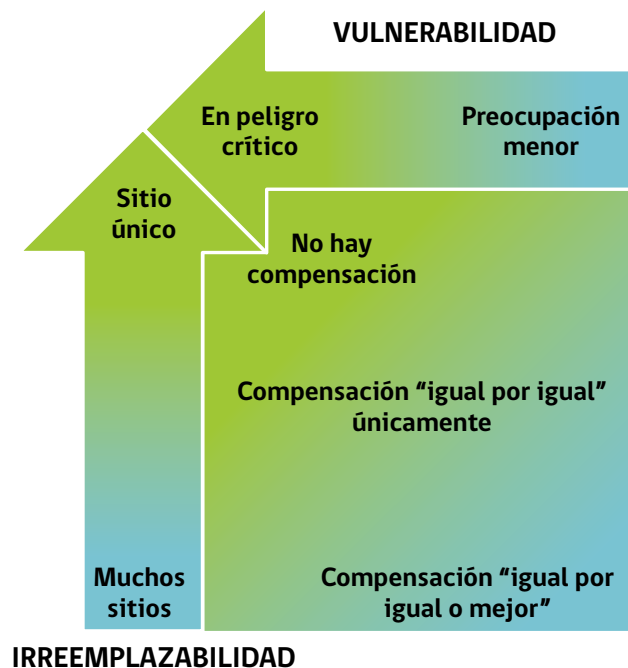 VULNERABILIDAD
En peligro
crítico
Preocupación
menor
Sitio
único
No hay
compensación
Compensación “igual por igual”
únicamente
Muchos
sitios
Compensación “igual por
igual o mejor”
IRREEMPLAZABILIDAD